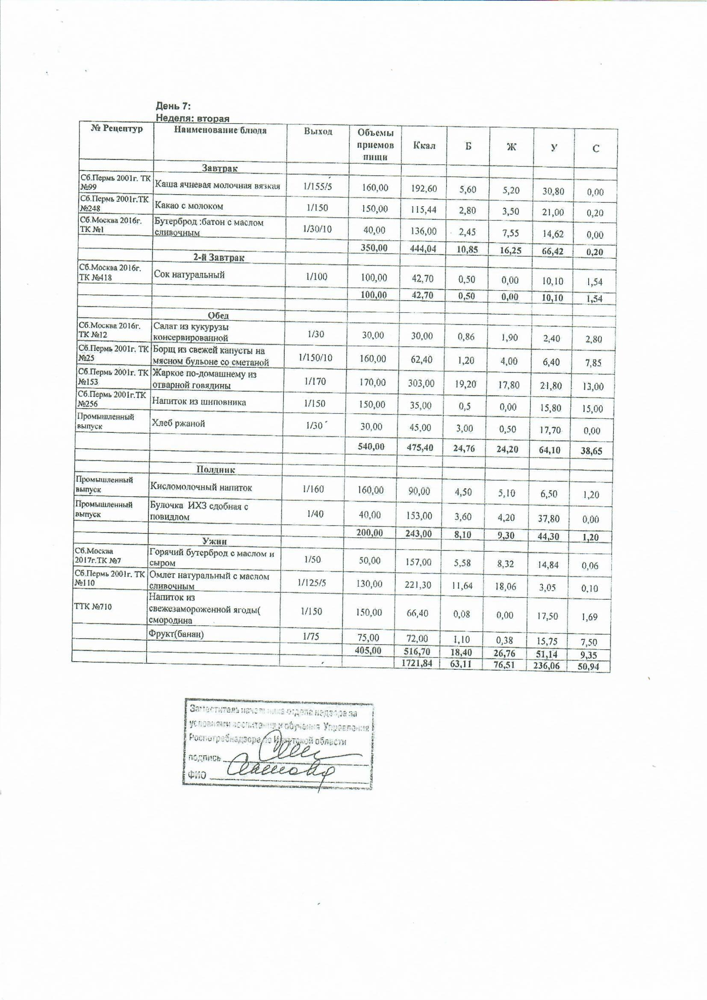 День 7:
Неделя: вторая
№ Рецептур Наименование блюда Выход Объемы приемов пищи Ккал Б Ж У С
Завтрак
Сб.Пермь 2001г. ТК №99 Каша ячневая молочная вязкая 1/155/5 160,00 192,60 5,60 5,20 30,80 0,00
Сб.Пермь 2001г.ТК №248 Какао с молоком 1/150 150,00 115,44 2,80 3,50 21,00 0,20
Сб.Москва 2016г. ТК №1 Бутерброд :батон с маслом сливочным 1/30/10 40,00 136,00 2,45 7,55 14,62 0,00
350,00 444,04 10,85 16,25 66,42 0,20
2-й Завтрак
Сб.Москва 2016г. ТК №418 Сок натуральный 1/100 100,00 42,70 0,50 0,00 10,10 1,54
100,00 42,70 0,50 0,00 10,10 1,54
Обед
Сб.Москва 2016г. ТК №12 Салат из кукурузы консервированной 1/30 30,00 30,00 0,86 1,90 2,40 2,80
Сб.Пермь 2001г. ТК №25 Борщ из свежей капусты на мясном бульоне со сметаной 1/150/10 160,00 62,40 1,20 4,00 6,40 7,85
Сб.Пермь 2001г. ТК №153 Жаркое по-домашнему из отварной говядины 1/170 170,00 303,00 19,20 17,80 21,80 13,00
Сб.Пермь 2001г.ТК №256 Напиток из шиповника 1/150 150,00 35,00 0,5 0,00 15,80 15,00
Промышленный выпуск Хлеб ржаной 1/30 30,00 45,00 3,00 0,50 17,70 0,00
540,00 475,40 24,76 24,20 64,10 38,65
Полдник
Промышленный выпуск Кисломолочный напиток 1/160 160,00 90,00 4,50 5,10 6,50 1,20
Промышленный выпуск Булочка ИХЗ сдобная с повидлом 1/40 40,00 153,00 3,60 4,20 37,80 0,00
200,00 243,00 8,10 9,30 44,30 1,20
Ужин
Сб.Москва 2017г.ТК №7 Горячий бутерброд с маслом и сыром 1/50 50,00 157,00 5,58 8,32 14,84 0,06
Сб.Пермь 2001г. ТК №110 Омлет натуральный с маслом сливочным 1/125/5 130,00 221,30 11,64 18,06 3,05 0,10
ТТК №710 Напиток из свежезамороженной ягоды( смородина 1/150 150,00 66,40 0,08 0,00 17,50 1,69
Фрукт(банан) 1/75 75,00 72,00 1,10 0,38 15,75 7,50
405,00 516,70 18,40 26,76 51,14 9,35
1721,84 63,11 76,51 236,06 50,94
Заместитель начальника отдела надзора за
условиями воспитания и обучения Управления
Роспотребнадзора по Иркутской области
подпись
ФИО